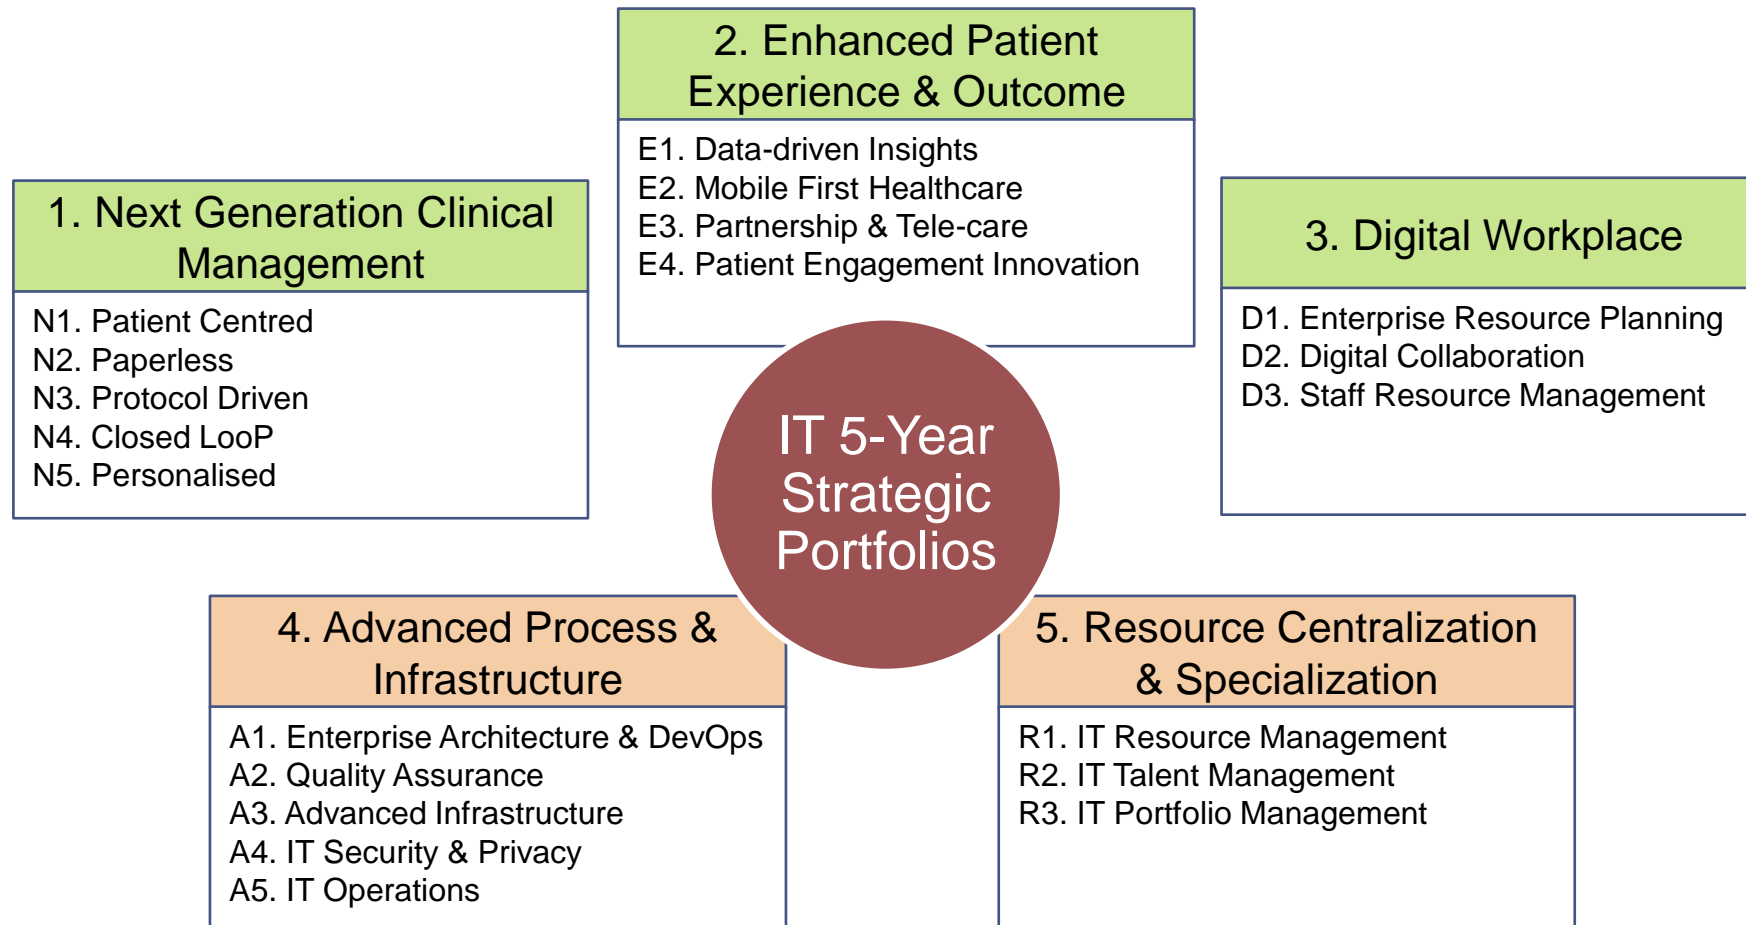 1. Next Generation Clinical
Management
N1. Patient Centred
N2. Paperless
N3. Protocol Driven
N4. Closed LooP
N5. Personalised
2. Enhanced Patient
Experience & Outcome
E1. Data-driven Insights
E2. Mobile First Healthcare
E3. Partnership & Tele-care
E4. Patient Engagement Innovation
3. Digital Workplace
D1. Enterprise Resource Planning
D2. Digital Collaboration
D3. Staff Resource Management
IT 5-Year
Strategic
Portfolios
4. Advanced Process &
Infrastructure
A1. Enterprise Architecture & DevOps
A2. Quality Assurance
A3. Advanced Infrastructure
A4. IT Security & Privacy
A5. IT Operations
5. Resource Centralization
& Specialization
R1. IT Resource Management
R2. IT Talent Management
R3. IT Portfolio Management